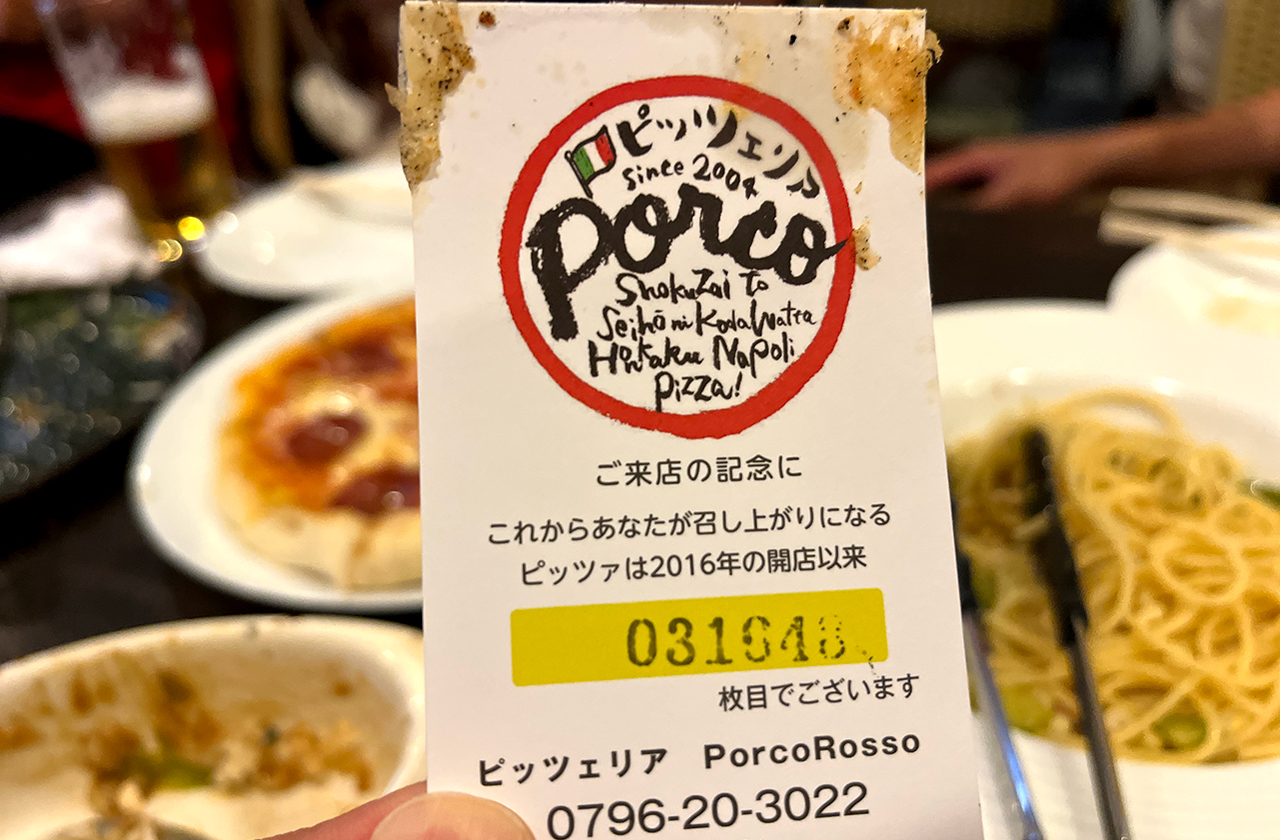 ピッツェリア
since 2004
Porco
Shokuzai to
Seihō ni Kodawatta
Honkaku Napoli
Pizza!
ご来店の記念に
これからあなたが召し上がりになる
ピッツァは2016年の開店以来
031648
枚目でございます
ピッツェリア PorcoRosso
0796-20-3022